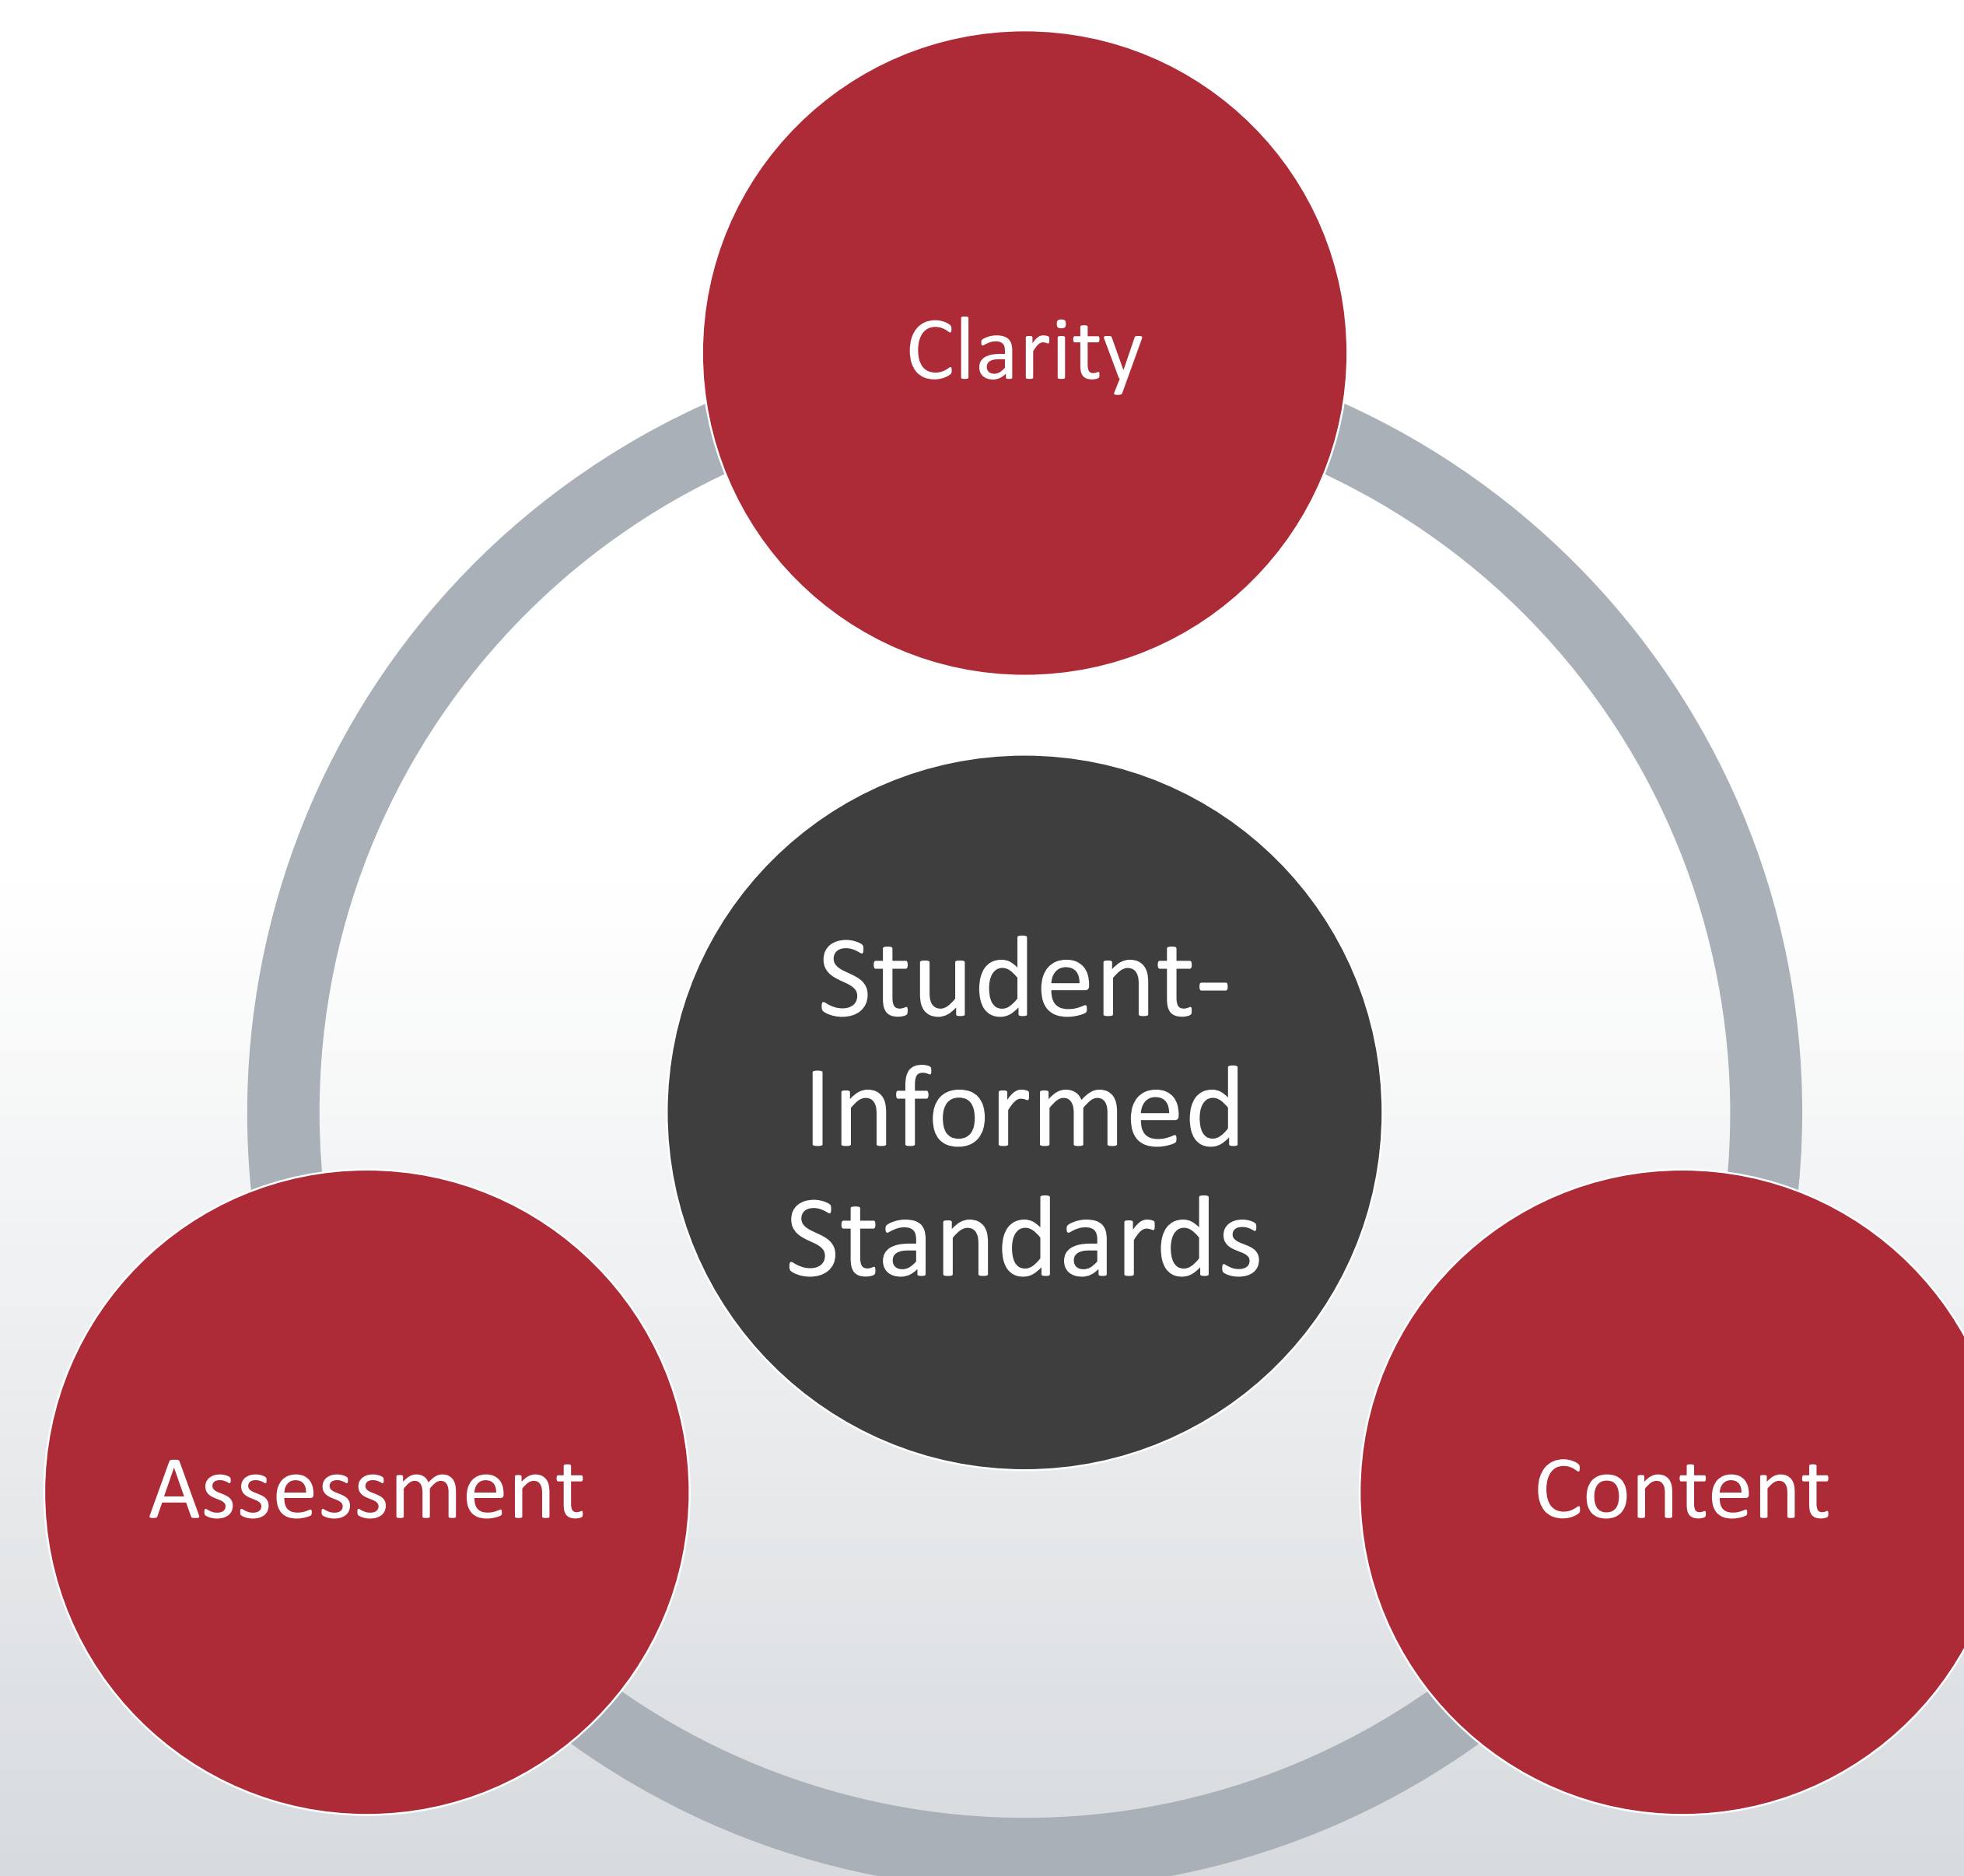 Clarity
Student-
Informed
Standards
Assessment
Content